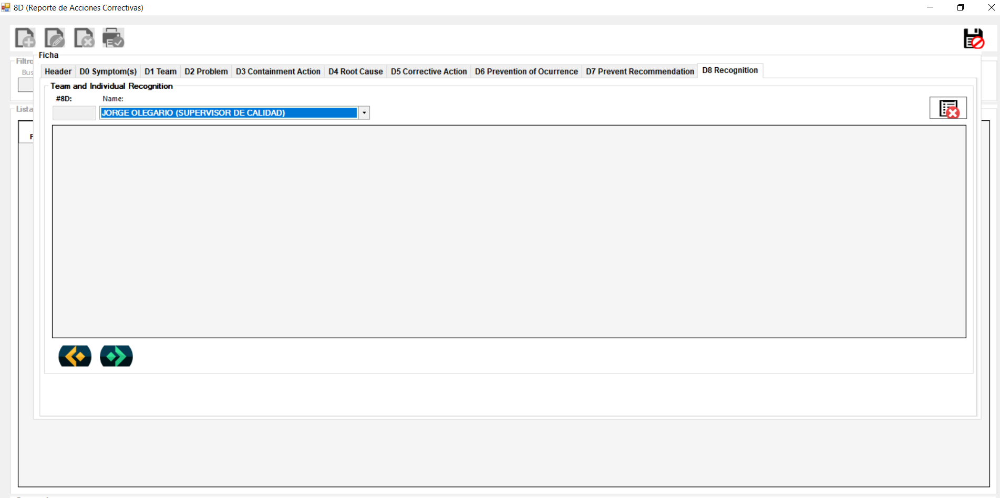 8D (Reporte de Acciones Correctivas)
Ficha
Filtro
Bus
Header D0 Symptom(s) D1 Team D2 Problem D3 Containment Action D4 Root Cause D5 Corrective Action D6 Prevention of Ocurrence D7 Prevent Recommendation D8 Recognition
Team and Individual Recognition
#8D: Name:
Lista
JORGE OLEGARIO (SUPERVISOR DE CALIDAD)
F